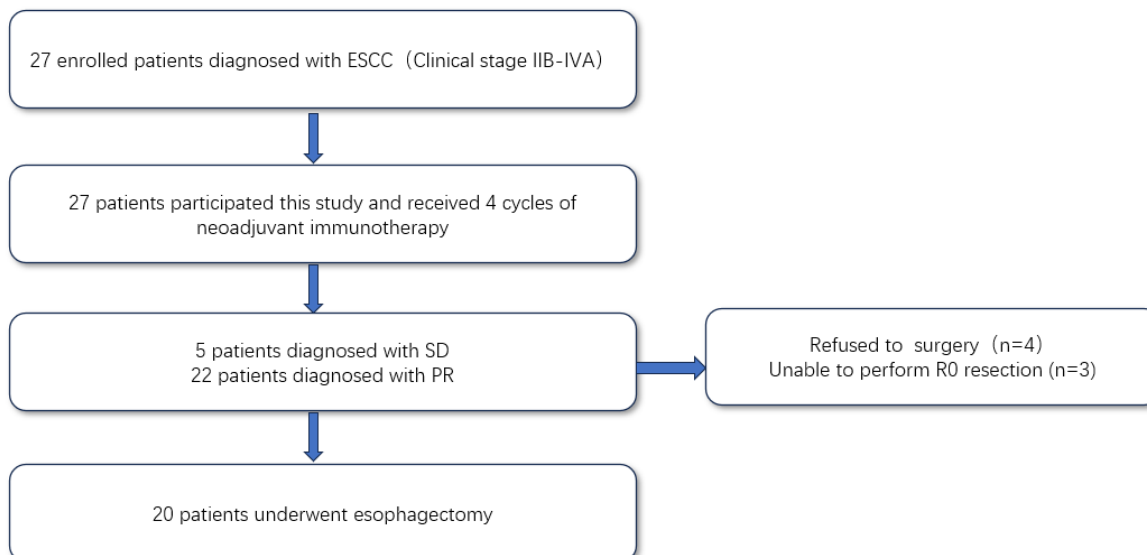 27 enrolled patients diagnosed with ESCC（Clinical stage IIB-IVA）
27 patients participated this study and received 4 cycles of
neoadjuvant immunotherapy
5 patients diagnosed with SD
22 patients diagnosed with PR
Refused to  surgery（n=4）
Unable to perform R0 resection (n=3)
20 patients underwent esophagectomy